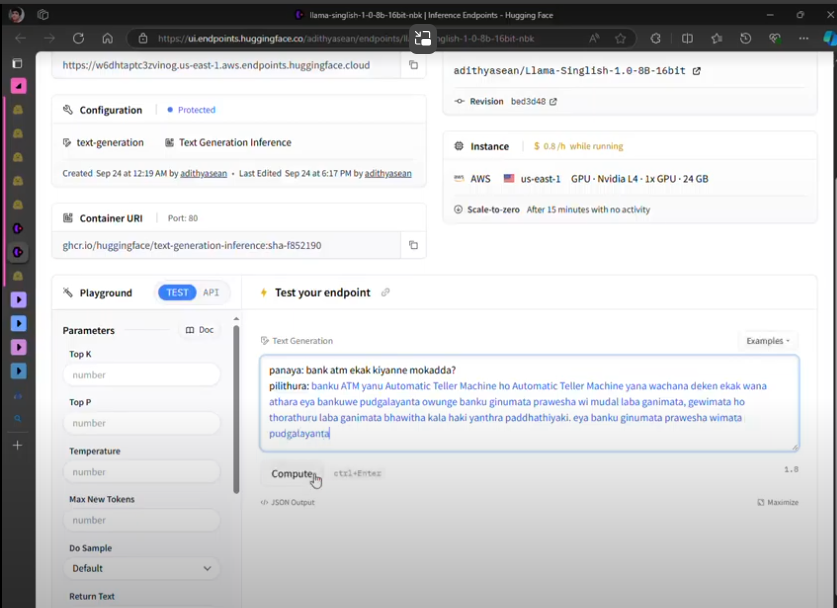 llama-singlish-1-0-8b-16bit-nbk | Inference Endpoints - Hugging Face
https://ui.endpoints.huggingface.co/adithyasean/endpoints/ glish-1-0-8b-16bit-nbk
https://w6dhtaptc3zvinog.us-east-1.aws.endpoints.huggingface.cloud
adithyasean/Llama-Singlish-1.0-8B-16bit
Revision bed3d48
Configuration Protected
text-generation Text Generation Inference
Created Sep 24 at 12:19 AM by adithyasean • Last Edited Sep 24 at 6:17 PM by adithyasean
Instance $ 0.8/h while running
AWS us-east-1 GPU · Nvidia L4 · 1x GPU · 24 GB
Scale-to-zero After 15 minutes with no activity
Container URI Port: 80
ghcr.io/huggingface/text-generation-inference:sha-f852190
Playground TEST API
Test your endpoint
Parameters Doc
Top K
number
Top P
number
Temperature
number
Max New Tokens
number
Do Sample
Default
Return Text
Text Generation Examples
panaya: bank atm ekak kiyanne mokadda?
pilithura: banku ATM yanu Automatic Teller Machine ho Automatic Teller Machine yana wachana deken ekak wana
athara eya bankuwe pudgalayanta owunge banku ginumata prawesha wi mudal laba ganimata, gewimata ho
thorathuru laba ganimata bhawitha kala haki yanthra paddhathiyaki. eya banku ginumata prawesha wimata
pudgalayanta
Compute ctrl+Enter 1.8
JSON Output Maximize